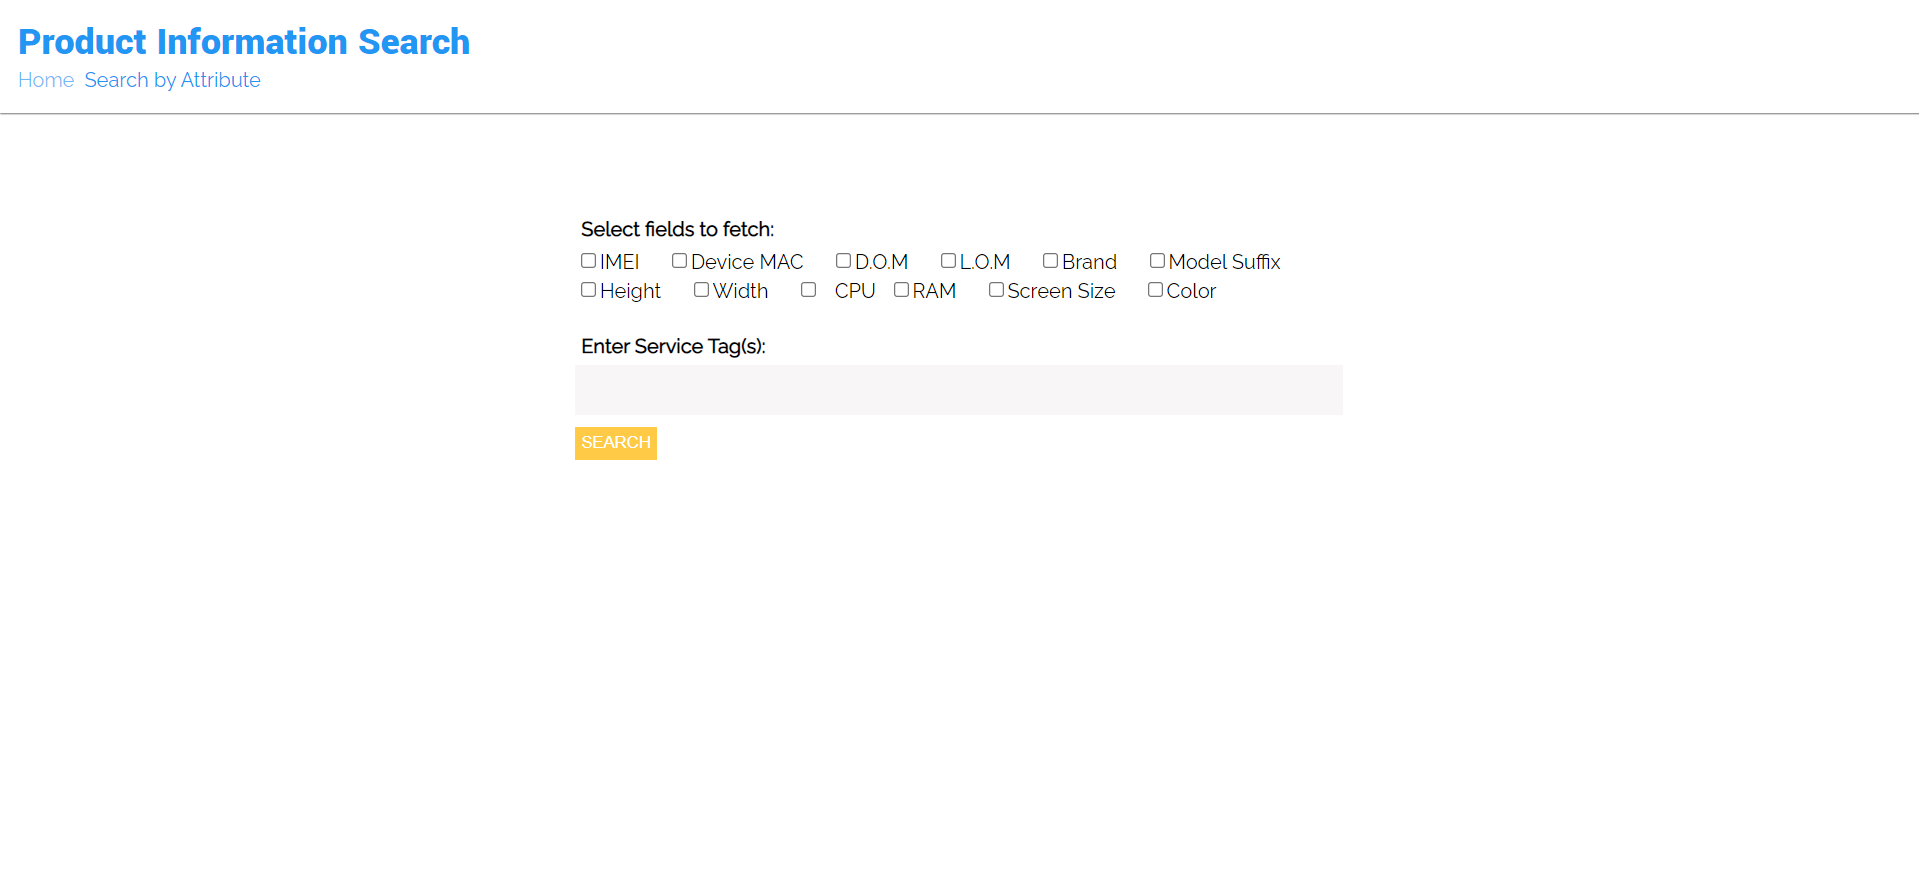 Product Information Search
Home Search by Attribute
Select fields to fetch:
IMEI Device MAC D.O.M L.O.M Brand Model Suffix
Height Width CPU RAM Screen Size Color
Enter Service Tag(s):
SEARCH